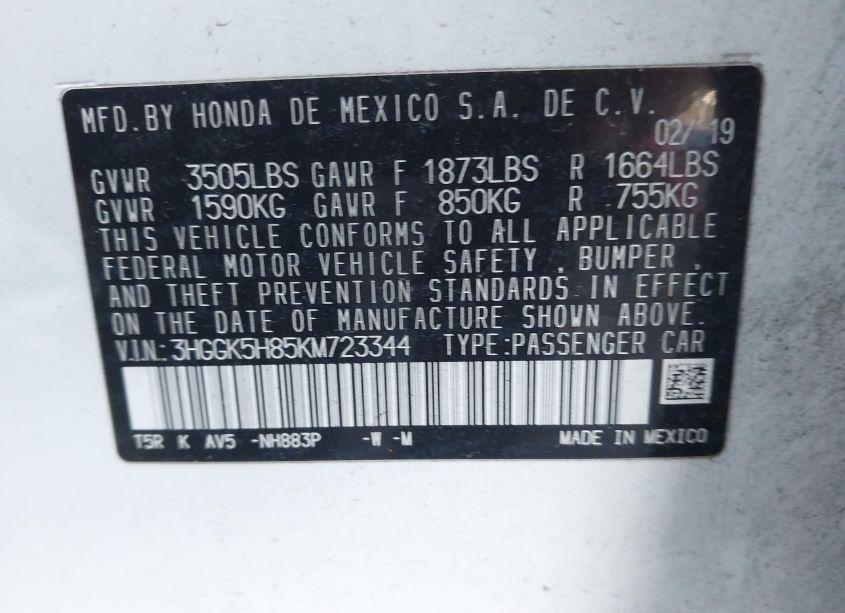 MFD. BY HONDA DE MEXICO S.A. DE C.V.
02/ 19
GVWR 3505LBS GAWR F 1873LBS R 1664LBS
GVWR 1590KG GAWR F 850KG R 755KG
THIS VEHICLE CONFORMS TO ALL APPLICABLE
FEDERAL MOTOR VEHICLE SAFETY , BUMPER ,
AND THEFT PREVENTION STANDARDS IN EFFECT
ON THE DATE OF MANUFACTURE SHOWN ABOVE.
V.I.N.: 3HGGK5H85KM723344 TYPE:PASSENGER CAR
T5R K AV5 -NH883P -W -M MADE IN MEXICO